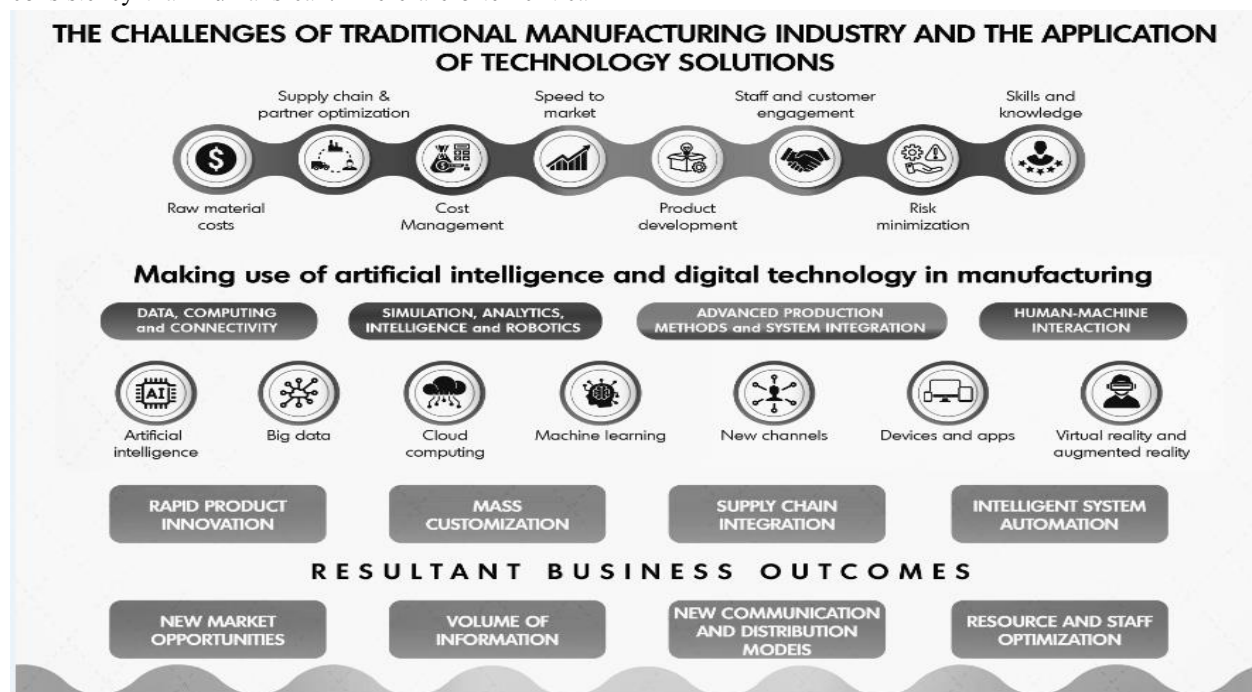 THE CHALLENGES OF TRADITIONAL MANUFACTURING INDUSTRY AND THE APPLICATION
OF TECHNOLOGY SOLUTIONS
Supply chain &
partner optimization
Speed to
market
Staff and customer
engagement
Skills and
knowledge
Raw material
costs
Cost
Management
Product
development
Risk
minimization
Making use of artificial intelligence and digital technology in manufacturing
DATA, COMPUTING
and CONNECTIVITY
SIMULATION, ANALYTICS,
INTELLIGENCE and ROBOTICS
ADVANCED PRODUCTION
METHODS and SYSTEM INTEGRATION
HUMAN-MACHINE
INTERACTION
AI
Artificial
intelligence
Big data
Cloud
computing
Machine learning
New channels
Devices and apps
Virtual reality and
augmented reality
RAPID PRODUCT
INNOVATION
MASS
CUSTOMIZATION
SUPPLY CHAIN
INTEGRATION
INTELLIGENT SYSTEM
AUTOMATION
RESULTANT BUSINESS OUTCOMES
NEW MARKET
OPPORTUNITIES
VOLUME OF
INFORMATION
NEW COMMUNICATION
AND DISTRIBUTION
MODEIS
RESOURCE AND STAFF
OPTIMIZATION